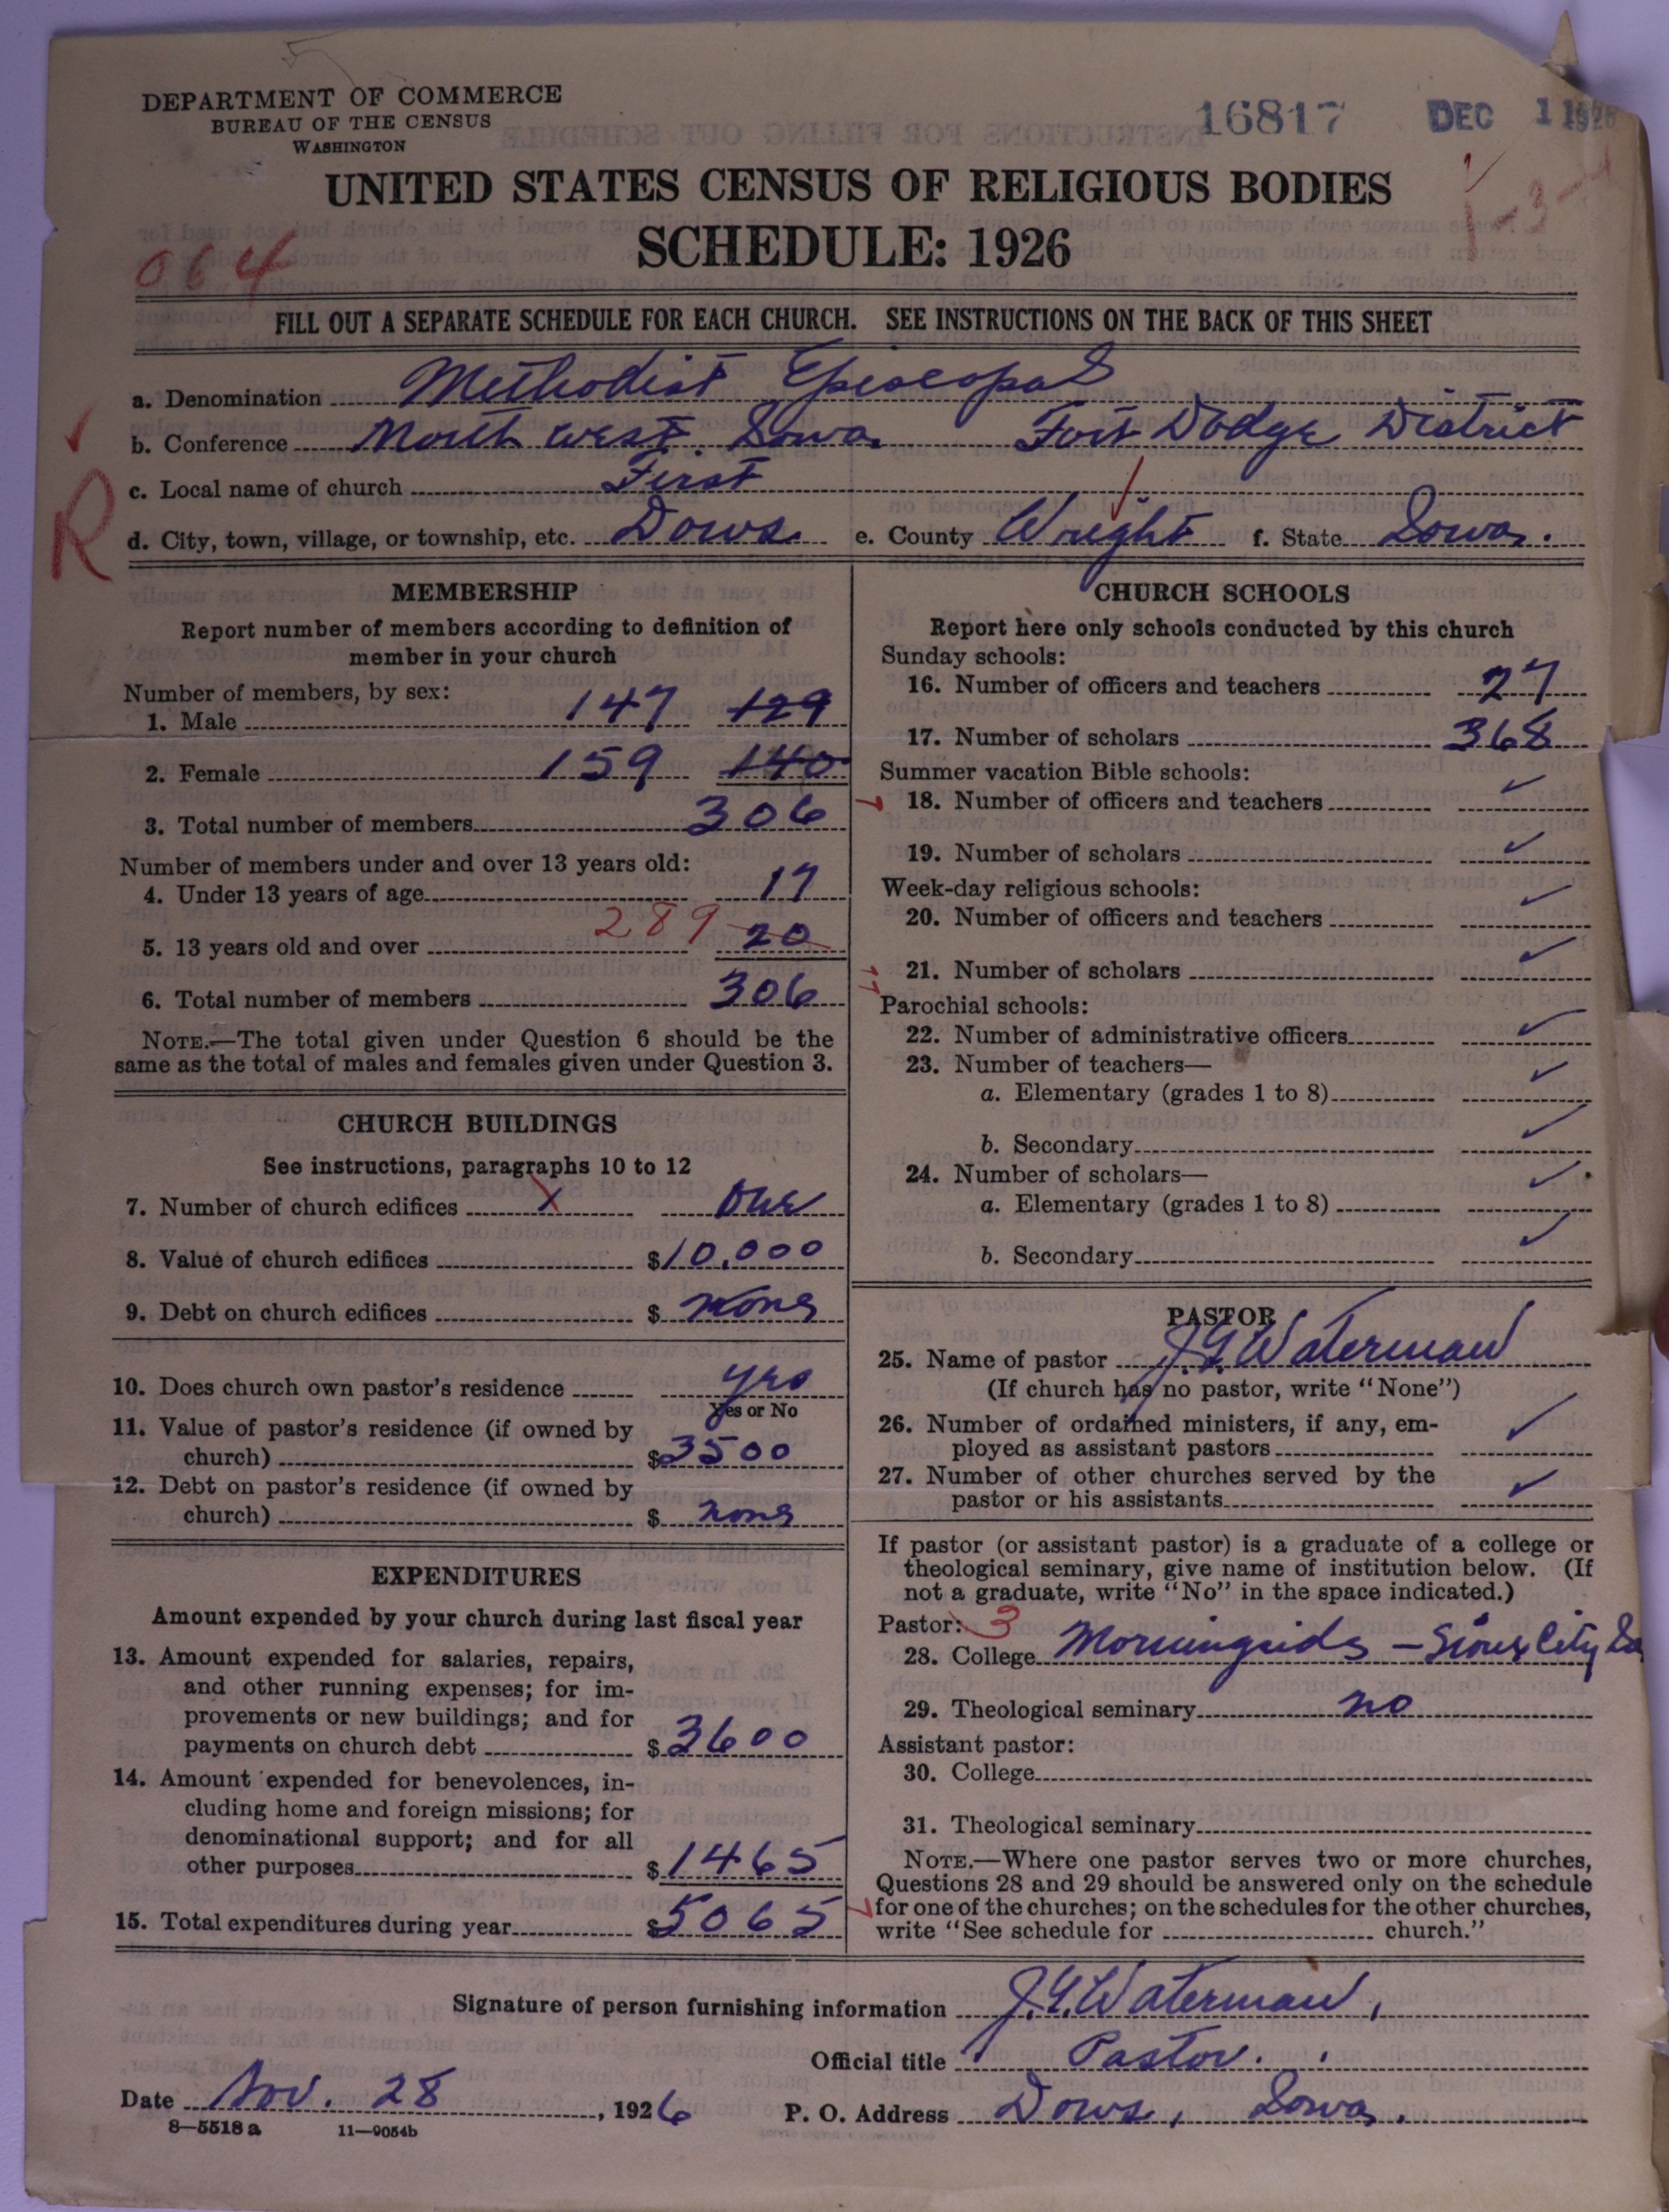 DEPARTMENT OF COMMERCE
BUREAU OF THE CENSUS
WASHINGTON
16817 DEC 1 1926
UNITED STATES CENSUS OF RELIGIOUS BODIES
SCHEDULE: 1926
064
FILL OUT A SEPARATE SCHEDULE FOR EACH CHURCH. SEE INSTRUCTIONS ON THE BACK OF THIS SHEET
a. Denomination Methodist Episcopal
b. Conference North west Iowa Fort Dodge District
c. Local name of church First
R
d. City, town, village, or township, etc. Dows. e. County Wright f. State Iowa.
MEMBERSHIP
Report number of members according to definition of
member in your church
Number of members, by sex:
1. Male 147 129
2. Female 159 140
3. Total number of members 306
Number of members under and over 13 years old:
4. Under 13 years of age 17
5. 13 years old and over 289 20
6. Total number of members 306
NOTE.—The total given under Question 6 should be the
same as the total of males and females given under Question 3.
CHURCH BUILDINGS
See instructions, paragraphs 10 to 12
7. Number of church edifices One
8. Value of church edifices $10.000
9. Debt on church edifices $ None
10. Does church own pastor's residence yes
Yes or No
11. Value of pastor's residence (if owned by
church) $3500
12. Debt on pastor's residence (if owned by
church) $ none
EXPENDITURES
Amount expended by your church during last fiscal year
13. Amount expended for salaries, repairs,
and other running expenses; for im-
provements or new buildings; and for
payments on church debt $3600
14. Amount expended for benevolences, in-
cluding home and foreign missions; for
denominational support; and for all
other purposes $1465
15. Total expenditures during year $5065
CHURCH SCHOOLS
Report here only schools conducted by this church
Sunday schools:
16. Number of officers and teachers 27
17. Number of scholars 368
Summer vacation Bible schools:
18. Number of officers and teachers
19. Number of scholars
Week-day religious schools:
20. Number of officers and teachers
21. Number of scholars
Parochial schools:
22. Number of administrative officers
23. Number of teachers—
a. Elementary (grades 1 to 8)
b. Secondary
24. Number of scholars—
a. Elementary (grades 1 to 8)
b. Secondary
PASTOR
25. Name of pastor J.G. Waterman
(If church has no pastor, write "None")
26. Number of ordained ministers, if any, em-
ployed as assistant pastors
27. Number of other churches served by the
pastor or his assistants
If pastor (or assistant pastor) is a graduate of a college or
theological seminary, give name of institution below. (If
not a graduate, write "No" in the space indicated.)
Pastor: 3
28. College Morningside – Sioux City Ia
29. Theological seminary no
Assistant pastor:
30. College
31. Theological seminary
NOTE.—Where one pastor serves two or more churches,
Questions 28 and 29 should be answered only on the schedule
for one of the churches; on the schedules for the other churches,
write "See schedule for church."
Signature of person furnishing information J.G. Waterman,
Official title Pastor.
Date Nov. 28, 1926 P. O. Address Dows, Iowa.
8—5518a 11—9054b